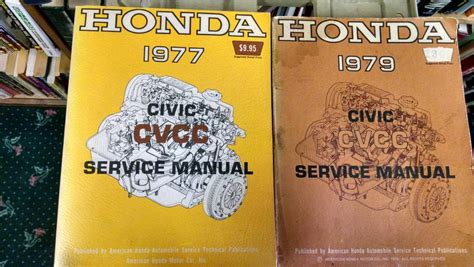 HONDA
1977
$9.95
CIVIC
CVCC
SERVICE MANUAL
Published by American Honda Automobile Service Technical Publications
American Honda Motor Co., Inc.
HONDA
1979
CIVIC
CVCC
SERVICE MANUAL
Published by American Honda Automobile Service Technical Publications